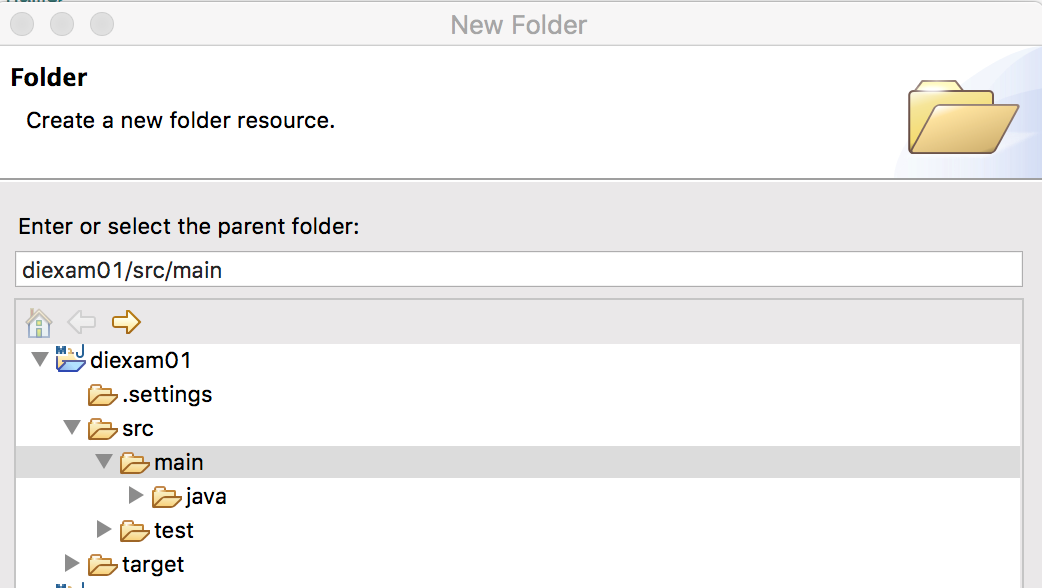 New Folder
Folder
Create a new folder resource.
Enter or select the parent folder:
diexam01/src/main
diexam01
.settings
src
main
java
test
target